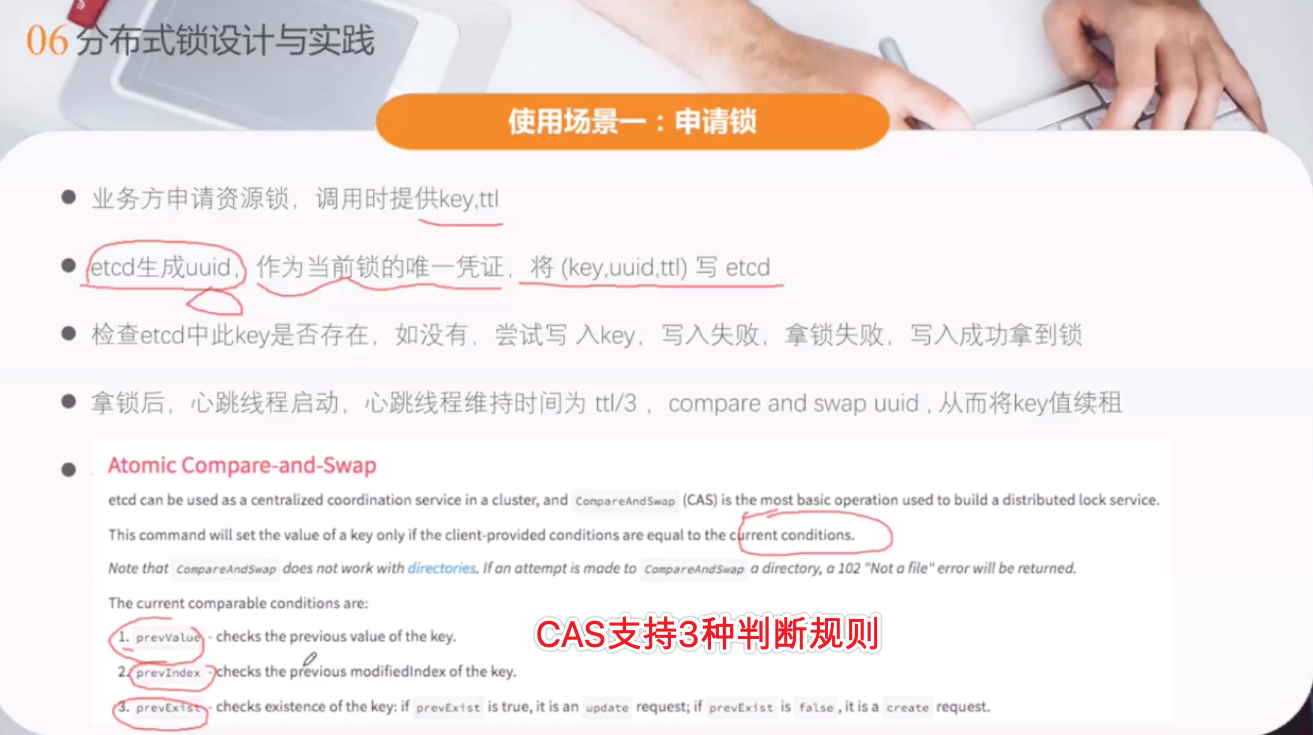 06 分布式锁设计与实践
使用场景一：申请锁
● 业务方申请资源锁，调用时提供key,ttl
● etcd生成uuid，作为当前锁的唯一凭证，将 (key,uuid,ttl) 写 etcd
● 检查etcd中此key是否存在，如没有，尝试写 入key，写入失败，拿锁失败，写入成功拿到锁
● 拿锁后，心跳线程启动，心跳线程维持时间为 ttl/3 ，compare and swap uuid , 从而将key值续租
● Atomic Compare-and-Swap
etcd can be used as a centralized coordination service in a cluster, and CompareAndSwap (CAS) is the most basic operation used to build a distributed lock service.
This command will set the value of a key only if the client-provided conditions are equal to the current conditions.
Note that CompareAndSwap does not work with directories. If an attempt is made to CompareAndSwap a directory, a 102 "Not a file" error will be returned.
The current comparable conditions are:
1. prevValue - checks the previous value of the key.
CAS支持3种判断规则
2. prevIndex - checks the previous modifiedIndex of the key.
3. prevExist - checks existence of the key: if prevExist is true, it is an update request; if prevExist is false , it is a create request.